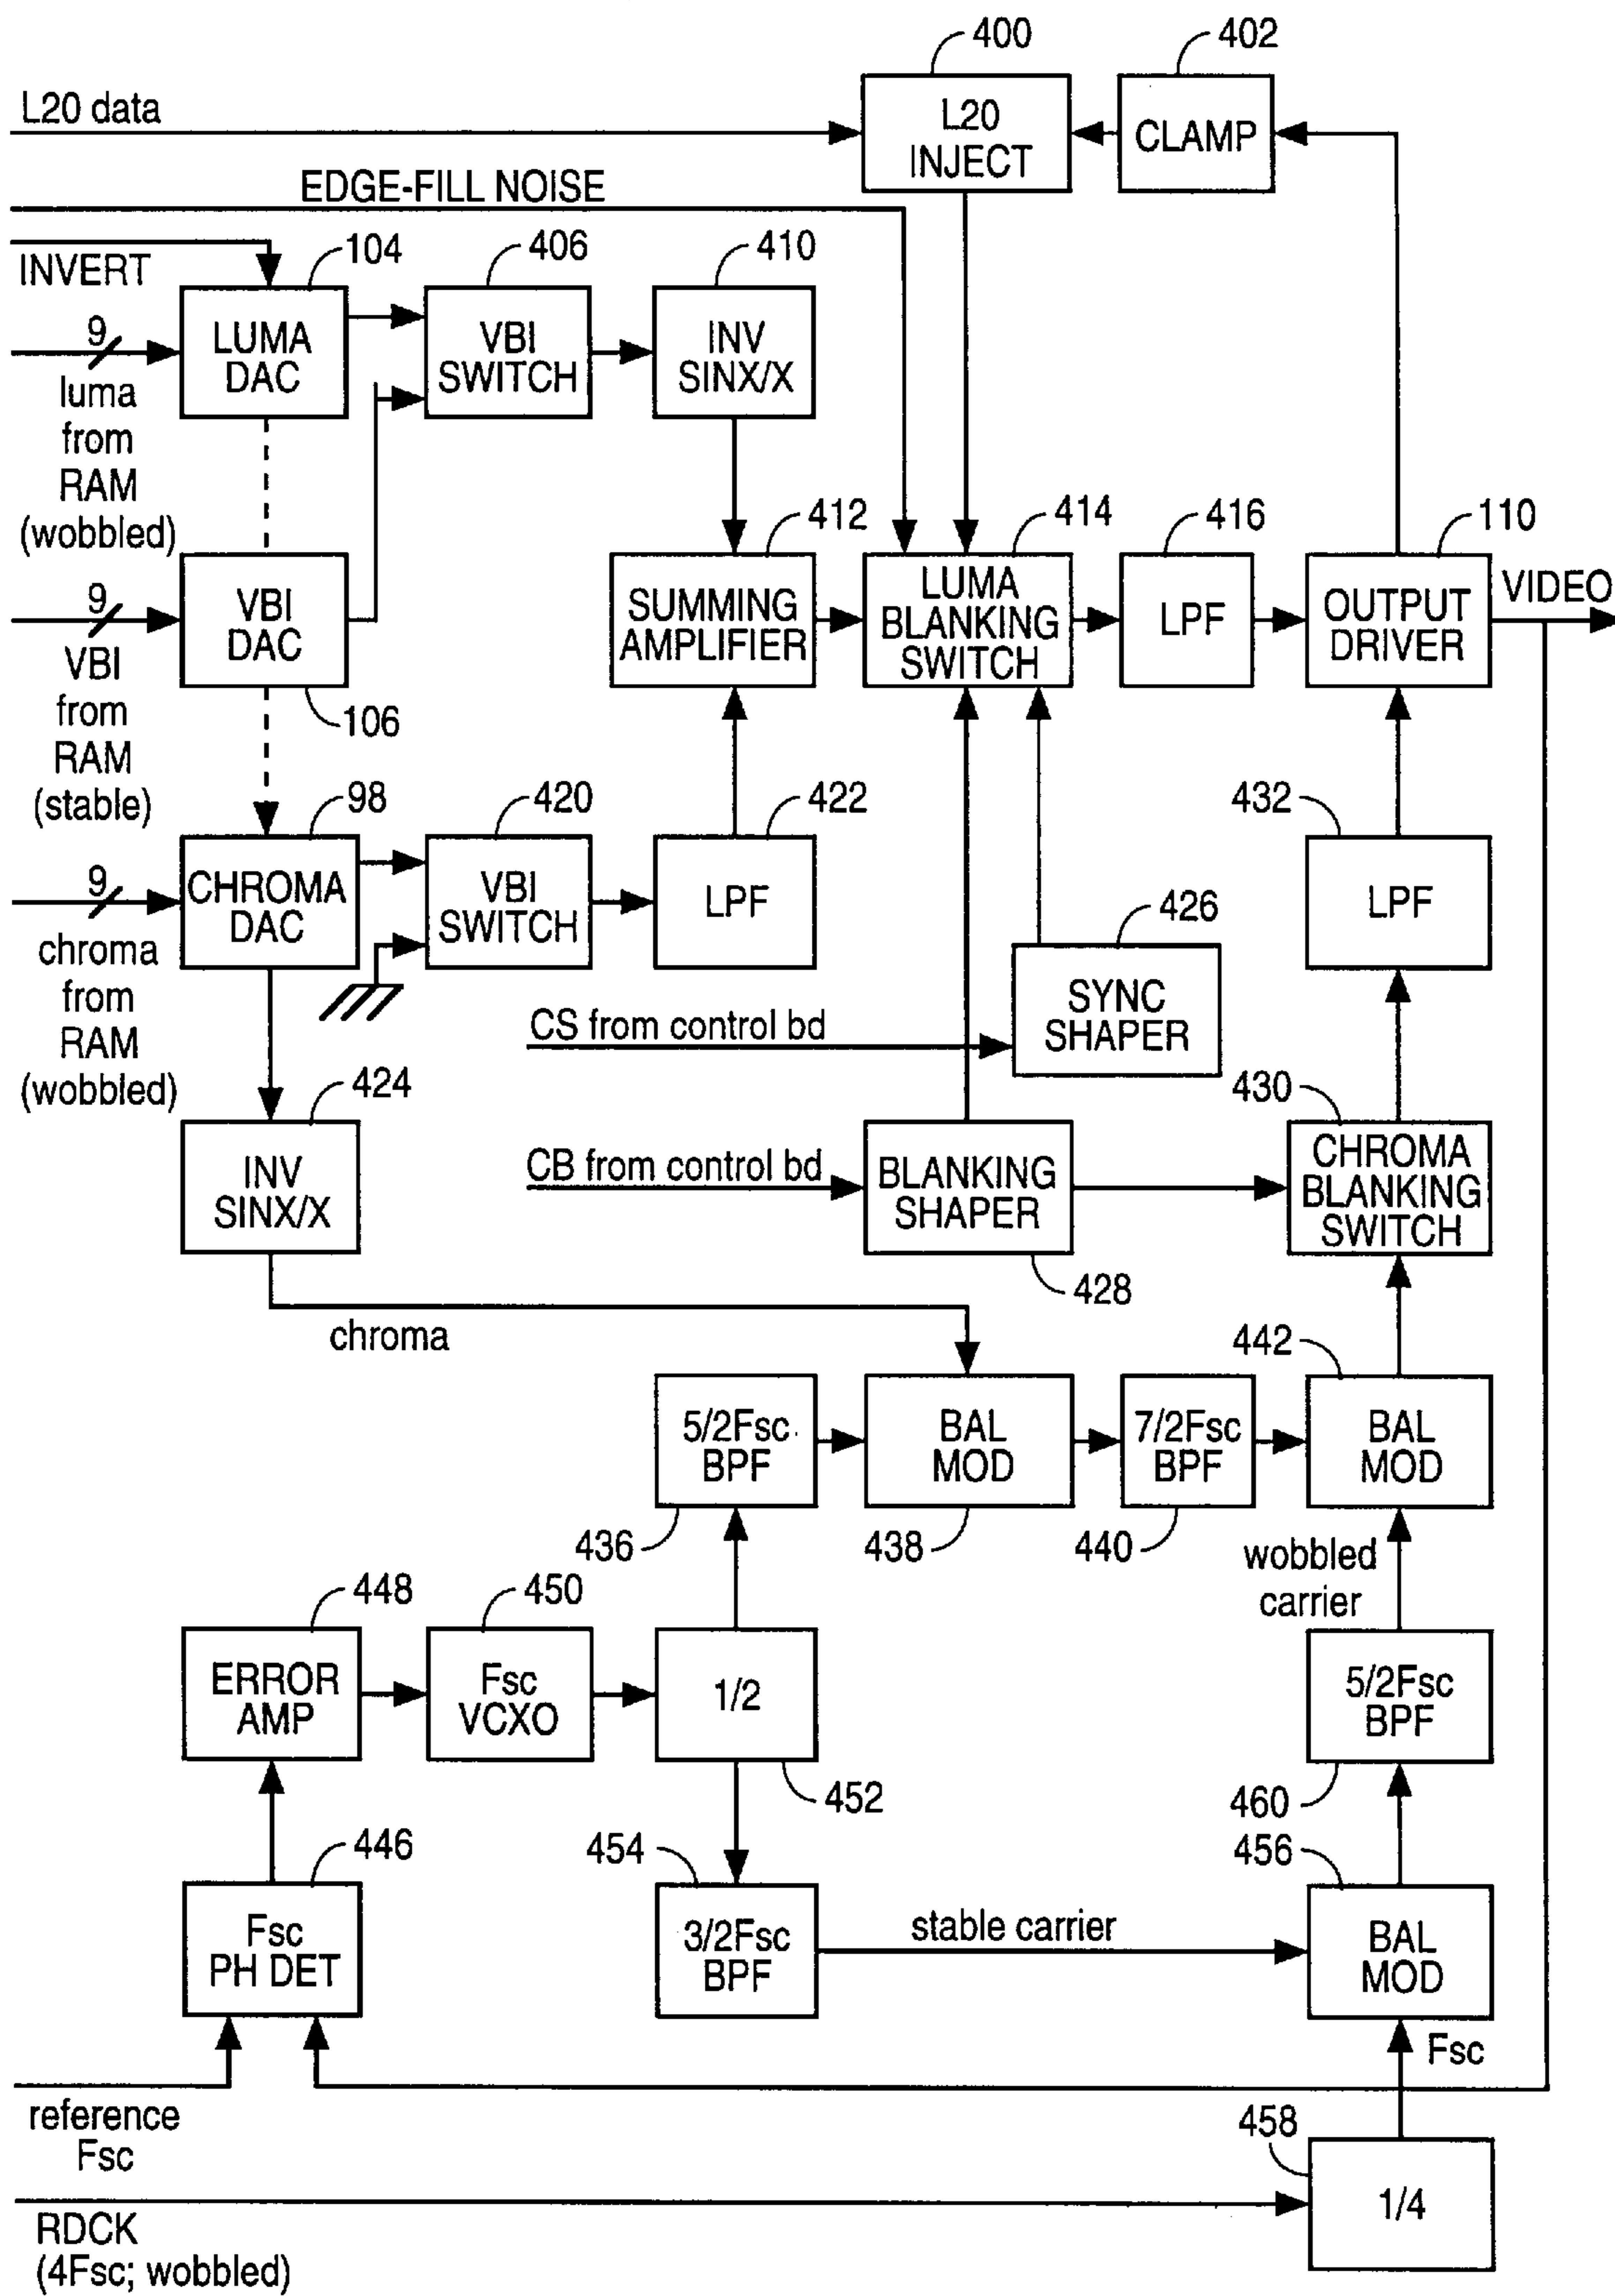 400
402
L20 data
L20
INJECT
CLAMP
EDGE-FILL NOISE
INVERT
104
406
410
9
LUMA
DAC
VBI
SWITCH
INV
SINX/X
luma
from
RAM
(wobbled)
412
414
416
110
9
VBI
DAC
SUMMING
AMPLIFIER
LUMA
BLANKING
SWITCH
LPF
OUTPUT
DRIVER
VIDEO
VBI
from
RAM
(stable)
106
98
420
422
432
9
CHROMA
DAC
VBI
SWITCH
LPF
LPF
chroma
from
RAM
(wobbled)
426
CS from control bd
SYNC
SHAPER
424
430
INV
SINX/X
CB from control bd
BLANKING
SHAPER
CHROMA
BLANKING
SWITCH
428
chroma
442
5/2Fsc
BPF
BAL
MOD
7/2Fsc
BPF
BAL
MOD
436
438
440
wobbled
carrier
448
450
ERROR
AMP
Fsc
VCXO
1/2
5/2Fsc
BPF
452
460
446
454
456
Fsc
PH DET
3/2Fsc
BPF
stable carrier
BAL
MOD
Fsc
reference
Fsc
458
RDCK
(4Fsc; wobbled)
1/4